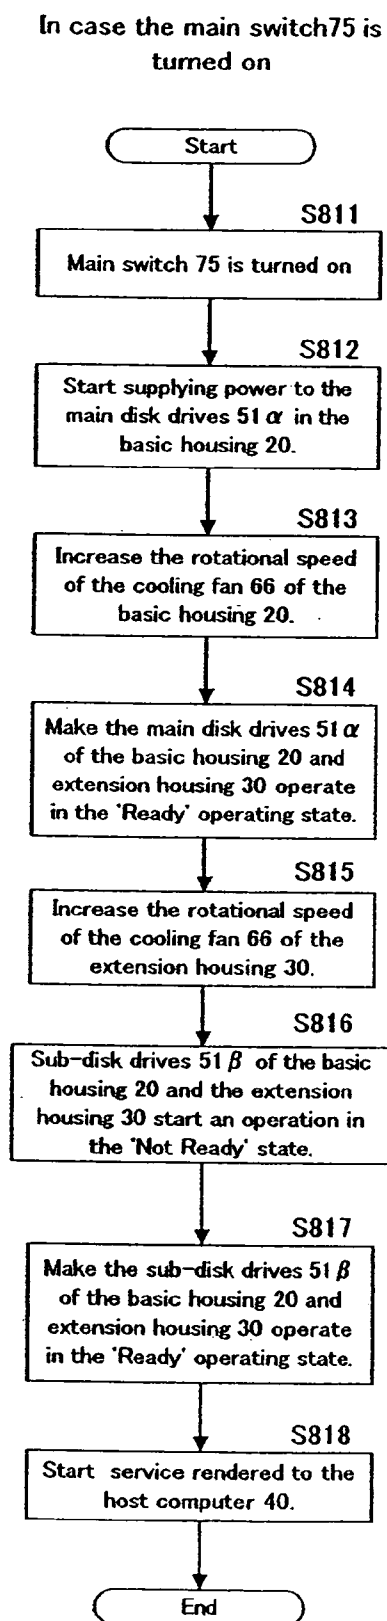 In case the main switch75 is
turned on
Start
S811
Main switch 75 is turned on
S812
Start supplying power to the
main disk drives 51α in the
basic housing 20.
S813
Increase the rotational speed
of the cooling fan 66 of the
basic housing 20.
S814
Make the main disk drives 51α
of the basic housing 20 and
extension housing 30 operate
in the 'Ready' operating state.
S815
Increase the rotational speed
of the cooling fan 66 of the
extension housing 30.
S816
Sub-disk drives 51β of the basic
housing 20 and the extension
housing 30 start an operation in
the 'Not Ready' state.
S817
Make the sub-disk drives 51β
of the basic housing 20 and
extension housing 30 operate
in the 'Ready' operating state.
S818
Start service rendered to the
host computer 40.
End